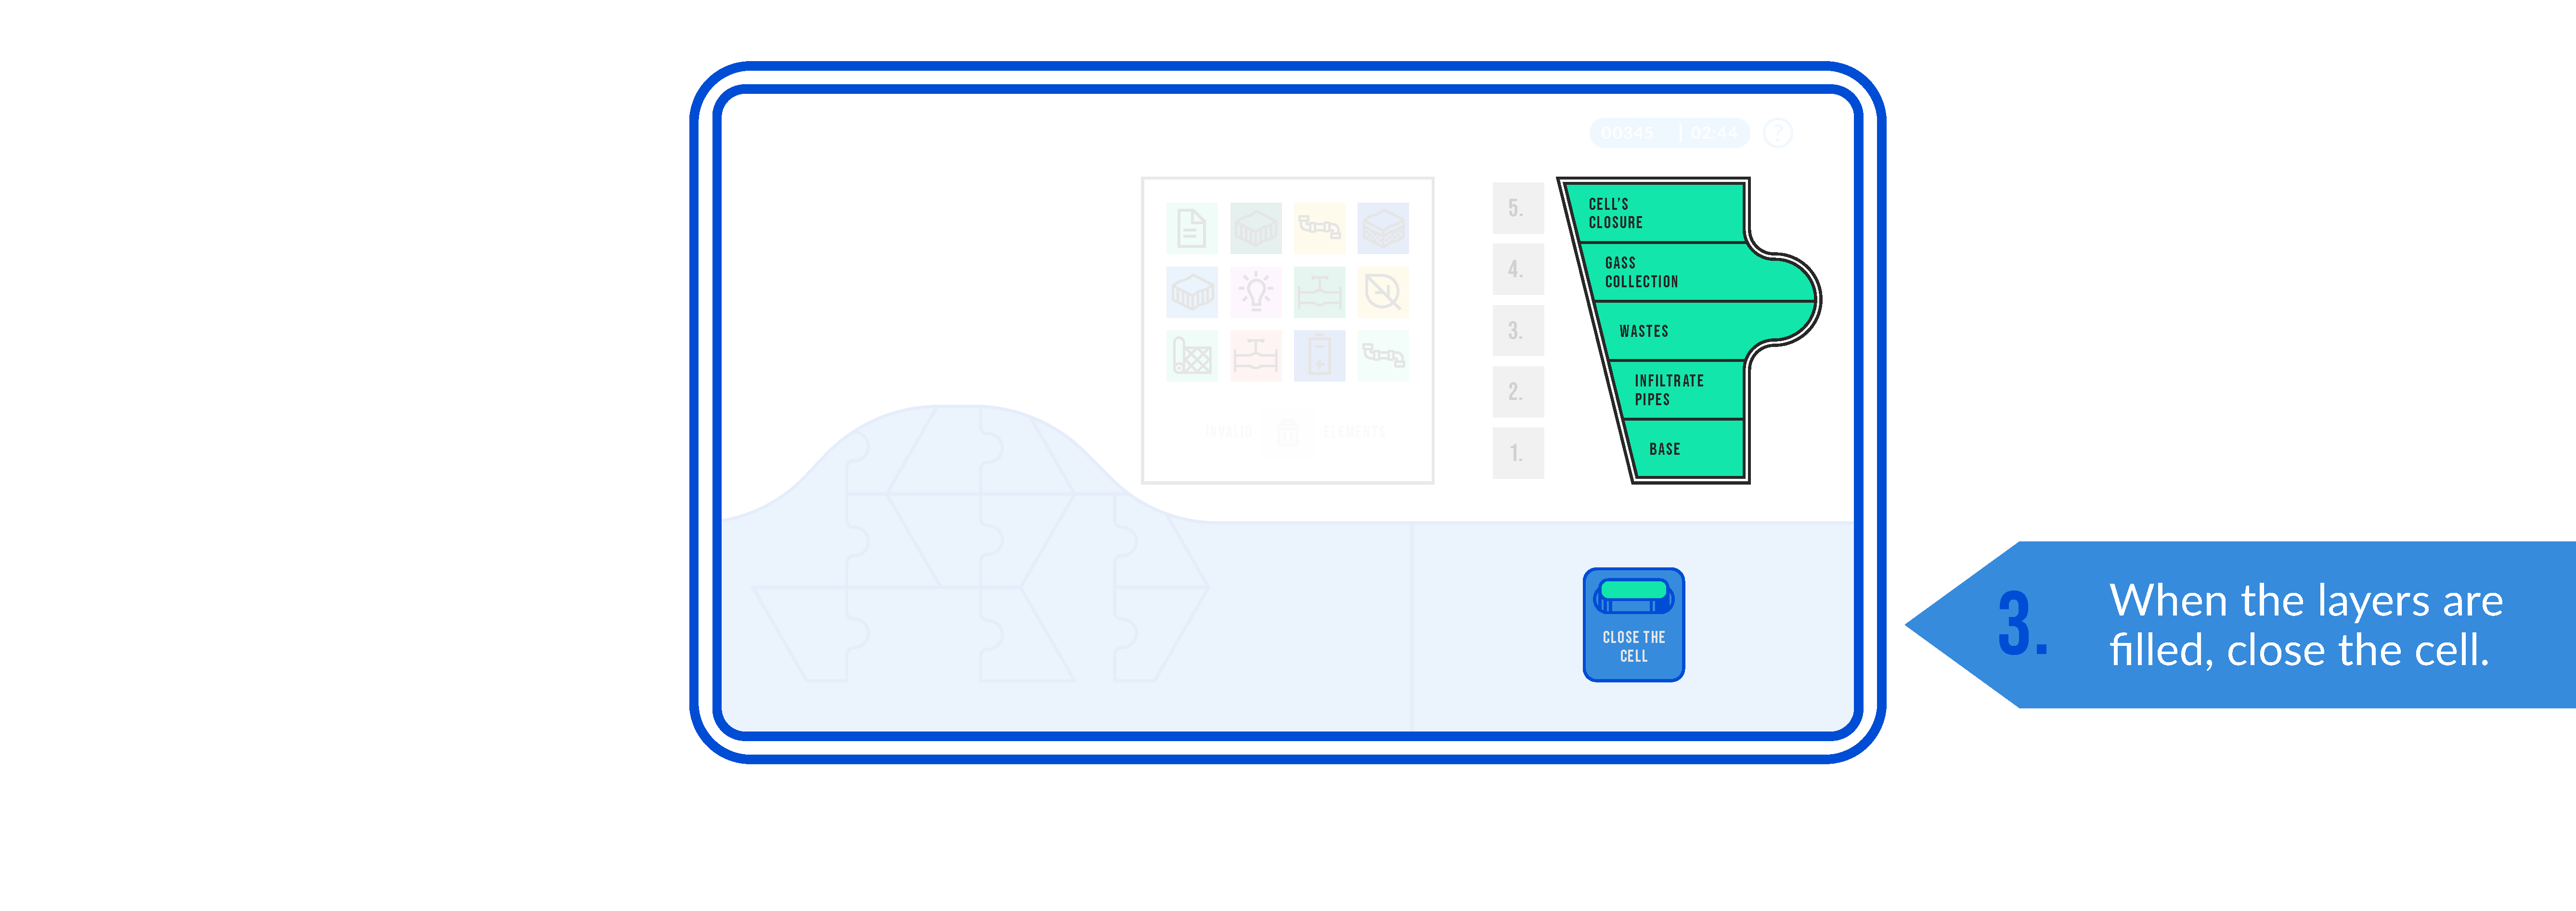 00345 | 02:44 ?
5.
CELL'S
CLOSURE
4.
GASS
COLLECTION
3.
WASTES
2.
INFILTRATE
PIPES
1.
BASE
INVALID ELEMENTS
CLOSE THE
CELL
3.
When the layers are
filled, close the cell.